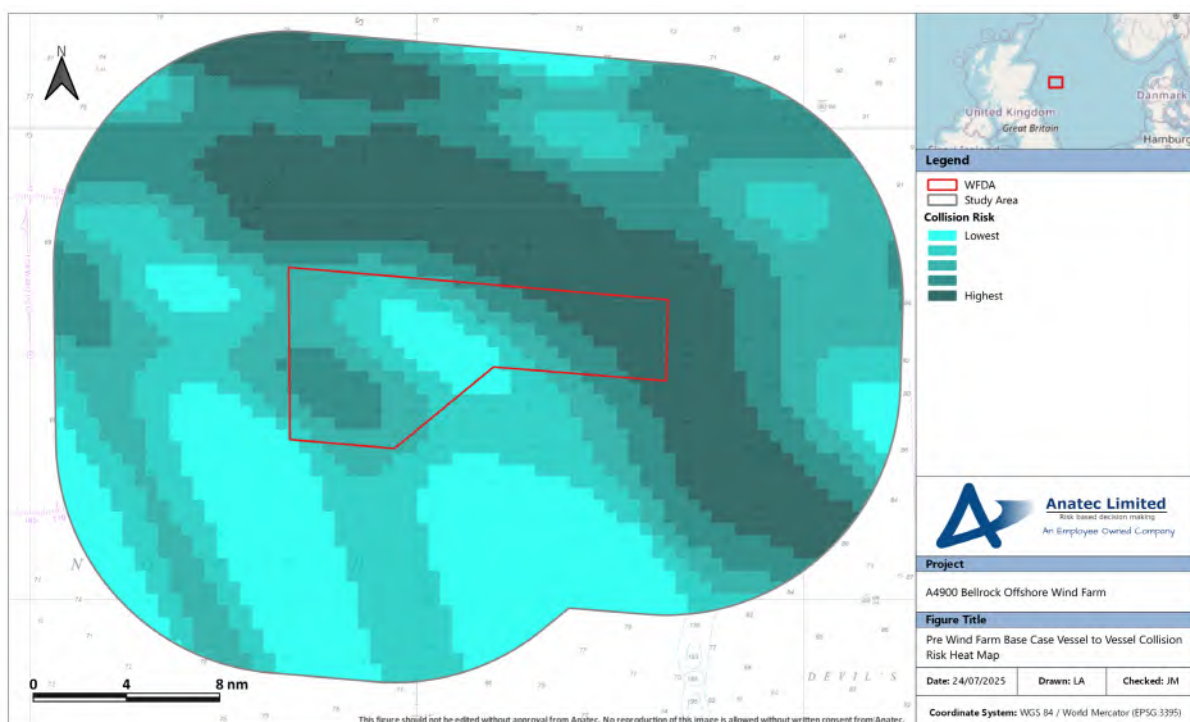 N
United Kingdom
Great Britain
Danmark
Hamburg
Legend
WFDA
Study Area
Collision Risk
Lowest
Highest
N
DEVIL'S
0 4 8 nm
Anatec Limited
Risk based decision making
An Employee Owned Company
Project
A4900 Bellrock Offshore Wind Farm
Figure Title
Pre Wind Farm Base Case Vessel to Vessel Collision
Risk Heat Map
Date: 24/07/2025 Drawn: LA Checked: JM
Coordinate System: WGS 84 / World Mercator (EPSG 3395)
This figure should not be edited without approval from Anatec. No reproduction of this image is allowed without written consent from Anatec.